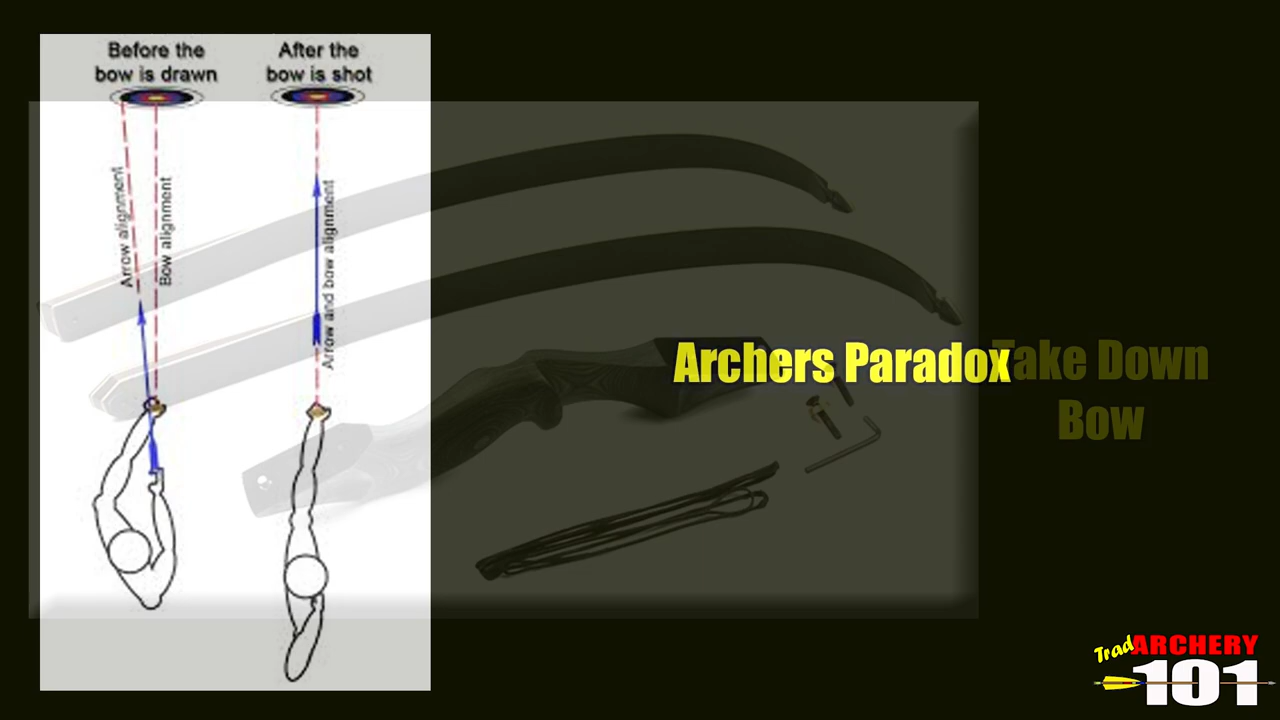 Before the
bow is drawn
After the
bow is shot
Arrow alignment
Bow alignment
Arrow and bow alignment
Archers Paradox
Take Down
Bow
Trad ARCHERY
101